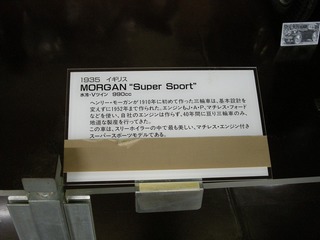 1935 イギリス
MORGAN "Super Sport"
水冷・Vツイン 990cc
ヘンリー・モーガンが1910年に初めて作った三輪車は、基本設計を
変えずに1952年まで作られた。エンジンもJ・A・P、マチレス・フォード
などを使い、自社のエンジンは作らず、40年間に亘り三輪車のみ、
地道な製産を行ってきた。
この車は、スリーホイラーの中で最も美しい、マチレス・エンジン付き
スーパースポーツモデルである。